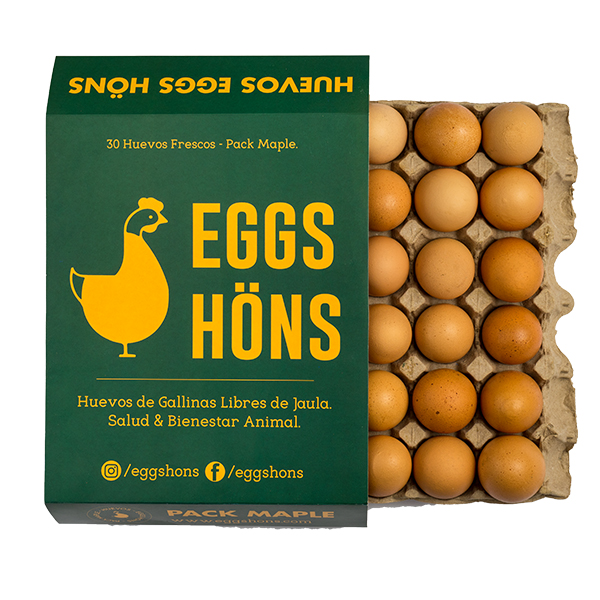 HUEVOS EGGS HÖNS
30 Huevos Frescos - Pack Maple.
EGGS
HÖNS
Huevos de Gallinas Libres de Jaula.
Salud & Bienestar Animal.
/eggshons /eggshons
PACK MAPLE
www.eggshons.com